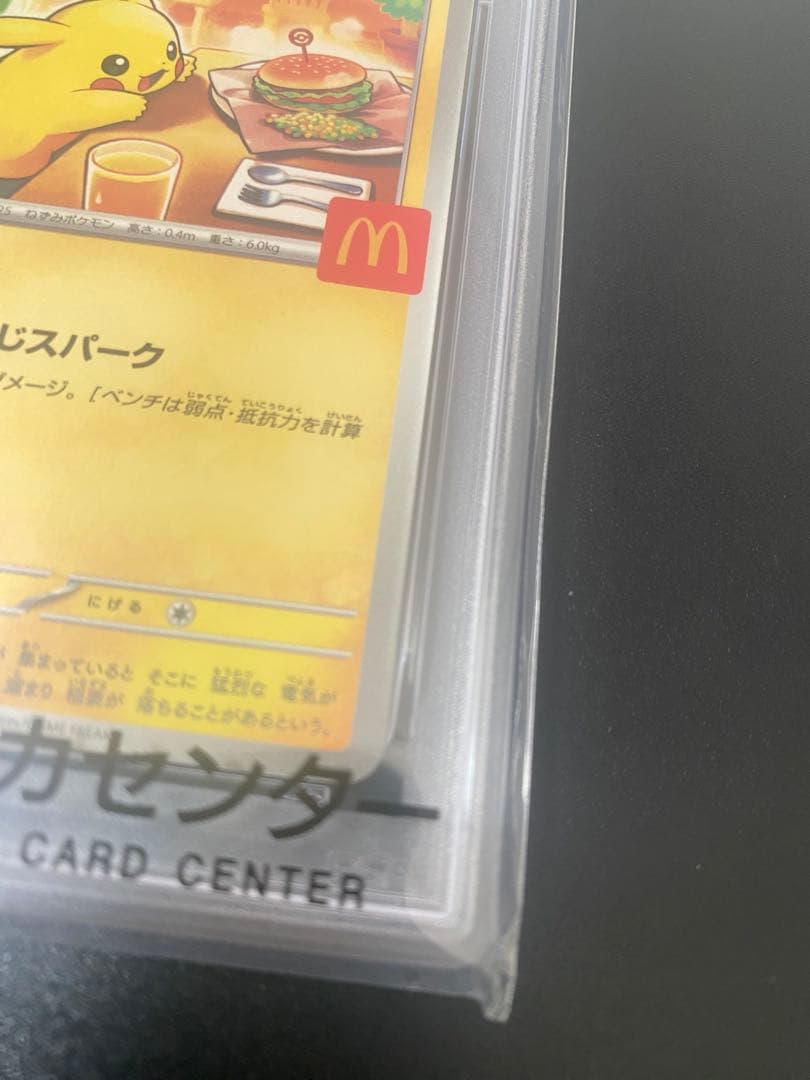 25 ねずみポケモン 高さ:0.4m 重さ:6.0kg
じスパーク
ダメージ。[ベンチは弱点・抵抗力を計算
にげる
集まっていると そこに 猛烈な 電気が
溜まり 稲妻が 落ちることがあるという。
カセンター
CARD CENTER